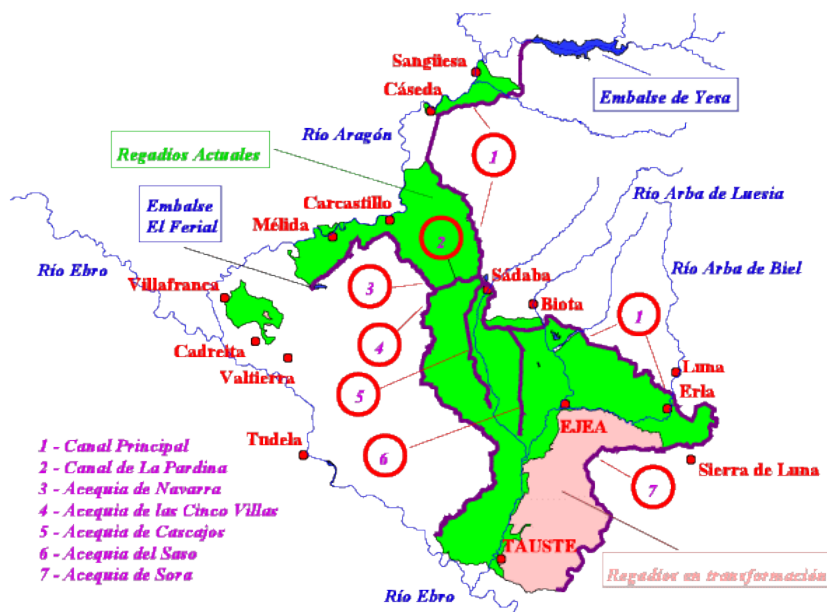 Sangüesa
Embalse de Yesa
Cáseda
Río Aragón
1
Regadíos Actuales
Río Arba de Luesia
Embalse
El Ferial
Carcastillo
Mélida
2
Río Ebro
Río Arba de Biel
Villafranca
3
Sádaba
Biota
1
4
Cadreita
Valtierra
Luna
5
Erla
EJEA
Tudela
6
Sierra de Luna
7
1 - Canal Principal
2 - Canal de La Pardina
3 - Acequia de Navarra
4 - Acequia de las Cinco Villas
5 - Acequia de Cascajos
6 - Acequia del Saso
7 - Acequia de Sora
TAUSTE
Regadíos en transformación
Río Ebro